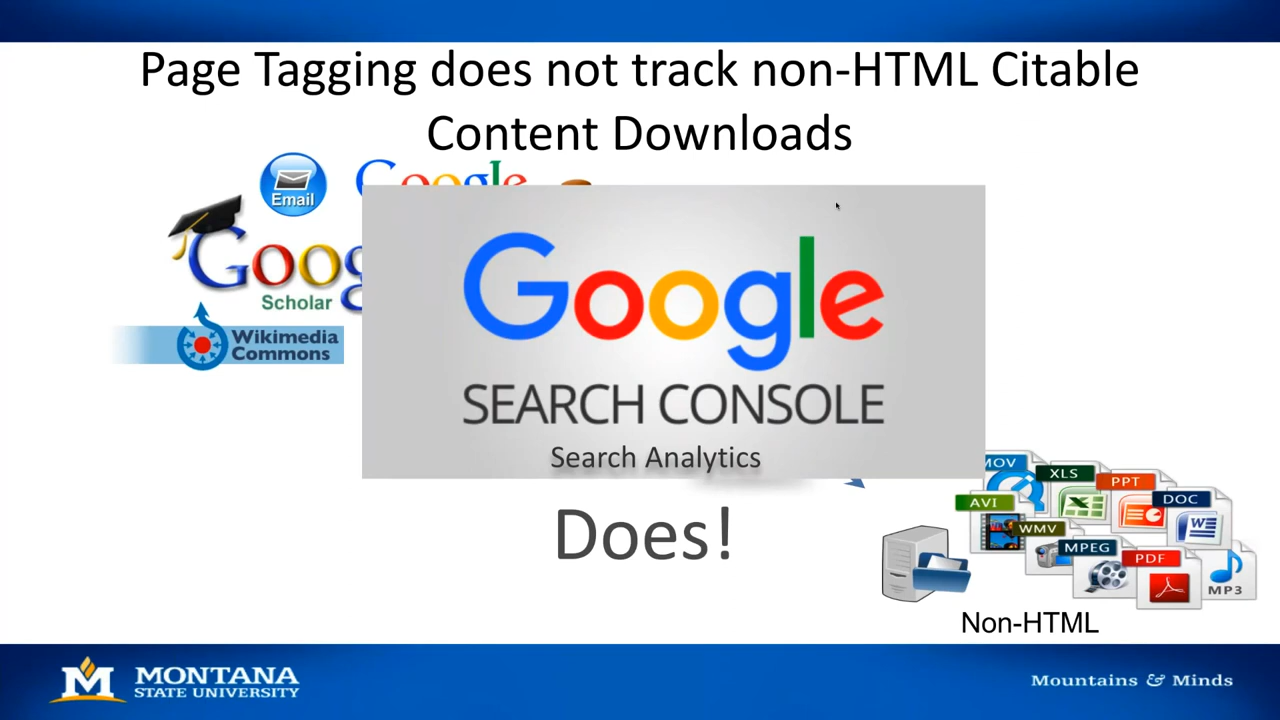 Page Tagging does not track non-HTML Citable
Content Downloads
Email
Google
Scholar
Wikimedia
Commons
Google
SEARCH CONSOLE
Search Analytics
Does!
MOV
XLS
PPT
AVI
DOC
WMV
MPEG
PDF
MP3
Non-HTML
MONTANA
STATE UNIVERSITY
Mountains & Minds